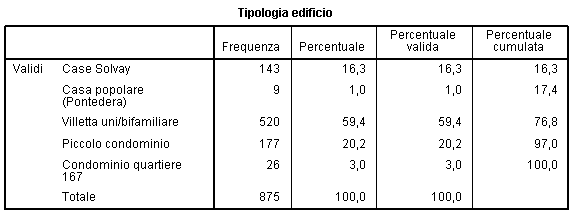 Tipologia edificio
Frequenza Percentuale Percentuale valida Percentuale cumulata
Validi Case Solvay 143 16,3 16,3 16,3
Casa popolare (Pontedera) 9 1,0 1,0 17,4
Villetta uni/bifamiliare 520 59,4 59,4 76,8
Piccolo condominio 177 20,2 20,2 97,0
Condominio quartiere 167 26 3,0 3,0 100,0
Totale 875 100,0 100,0